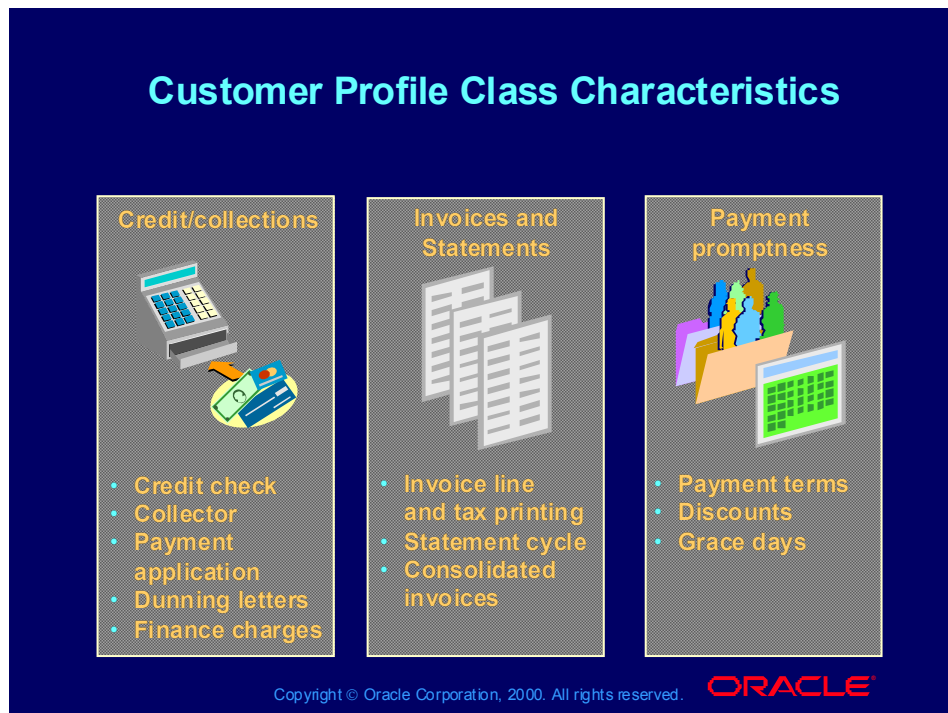 Customer Profile Class Characteristics
Credit/collections
• Credit check
• Collector
• Payment
application
• Dunning letters
• Finance charges
Invoices and
Statements
• Invoice line
and tax printing
• Statement cycle
• Consolidated
invoices
Payment
promptness
• Payment terms
• Discounts
• Grace days
Copyright © Oracle Corporation, 2000. All rights reserved.
ORACLE®